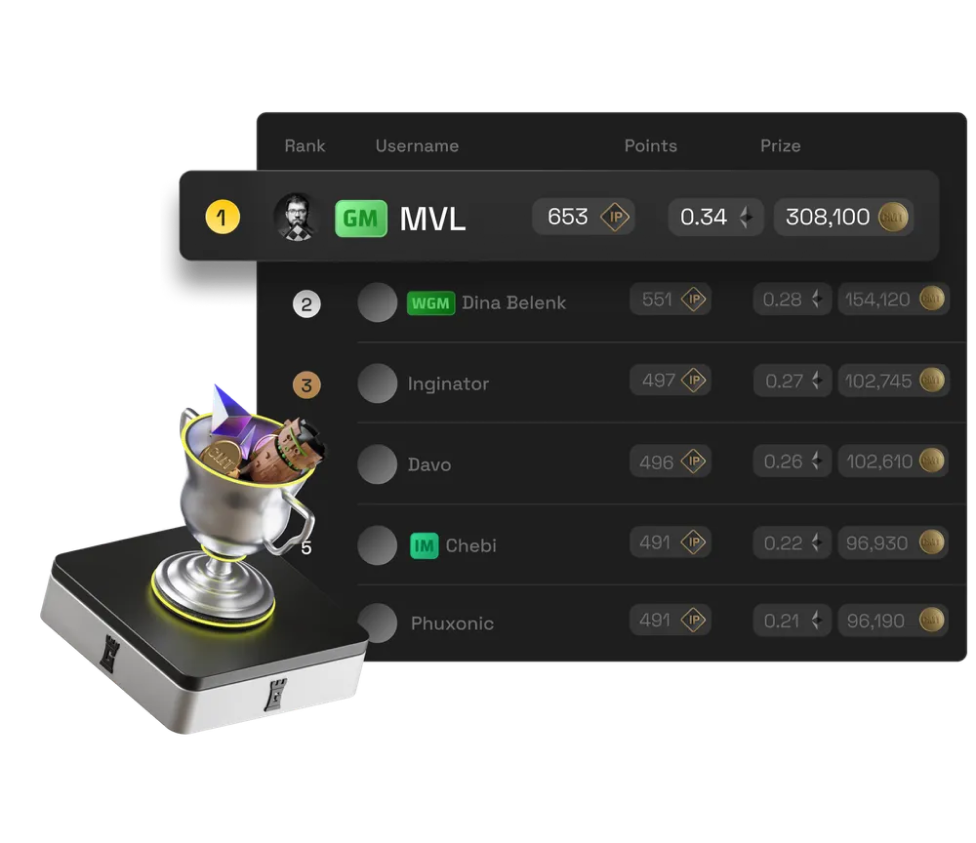 Rank Username Points Prize
1 GM MVL 653 IP 0.34 308,100 CMT
2 WGM Dina Belenk 551 IP 0.28 154,120
3 Inginator 497 IP 0.27 102,745
Davo 496 IP 0.26 102,610
5 IM Chebi 491 IP 0.22 96,930
Phuxonic 491 IP 0.21 96,190
CMT